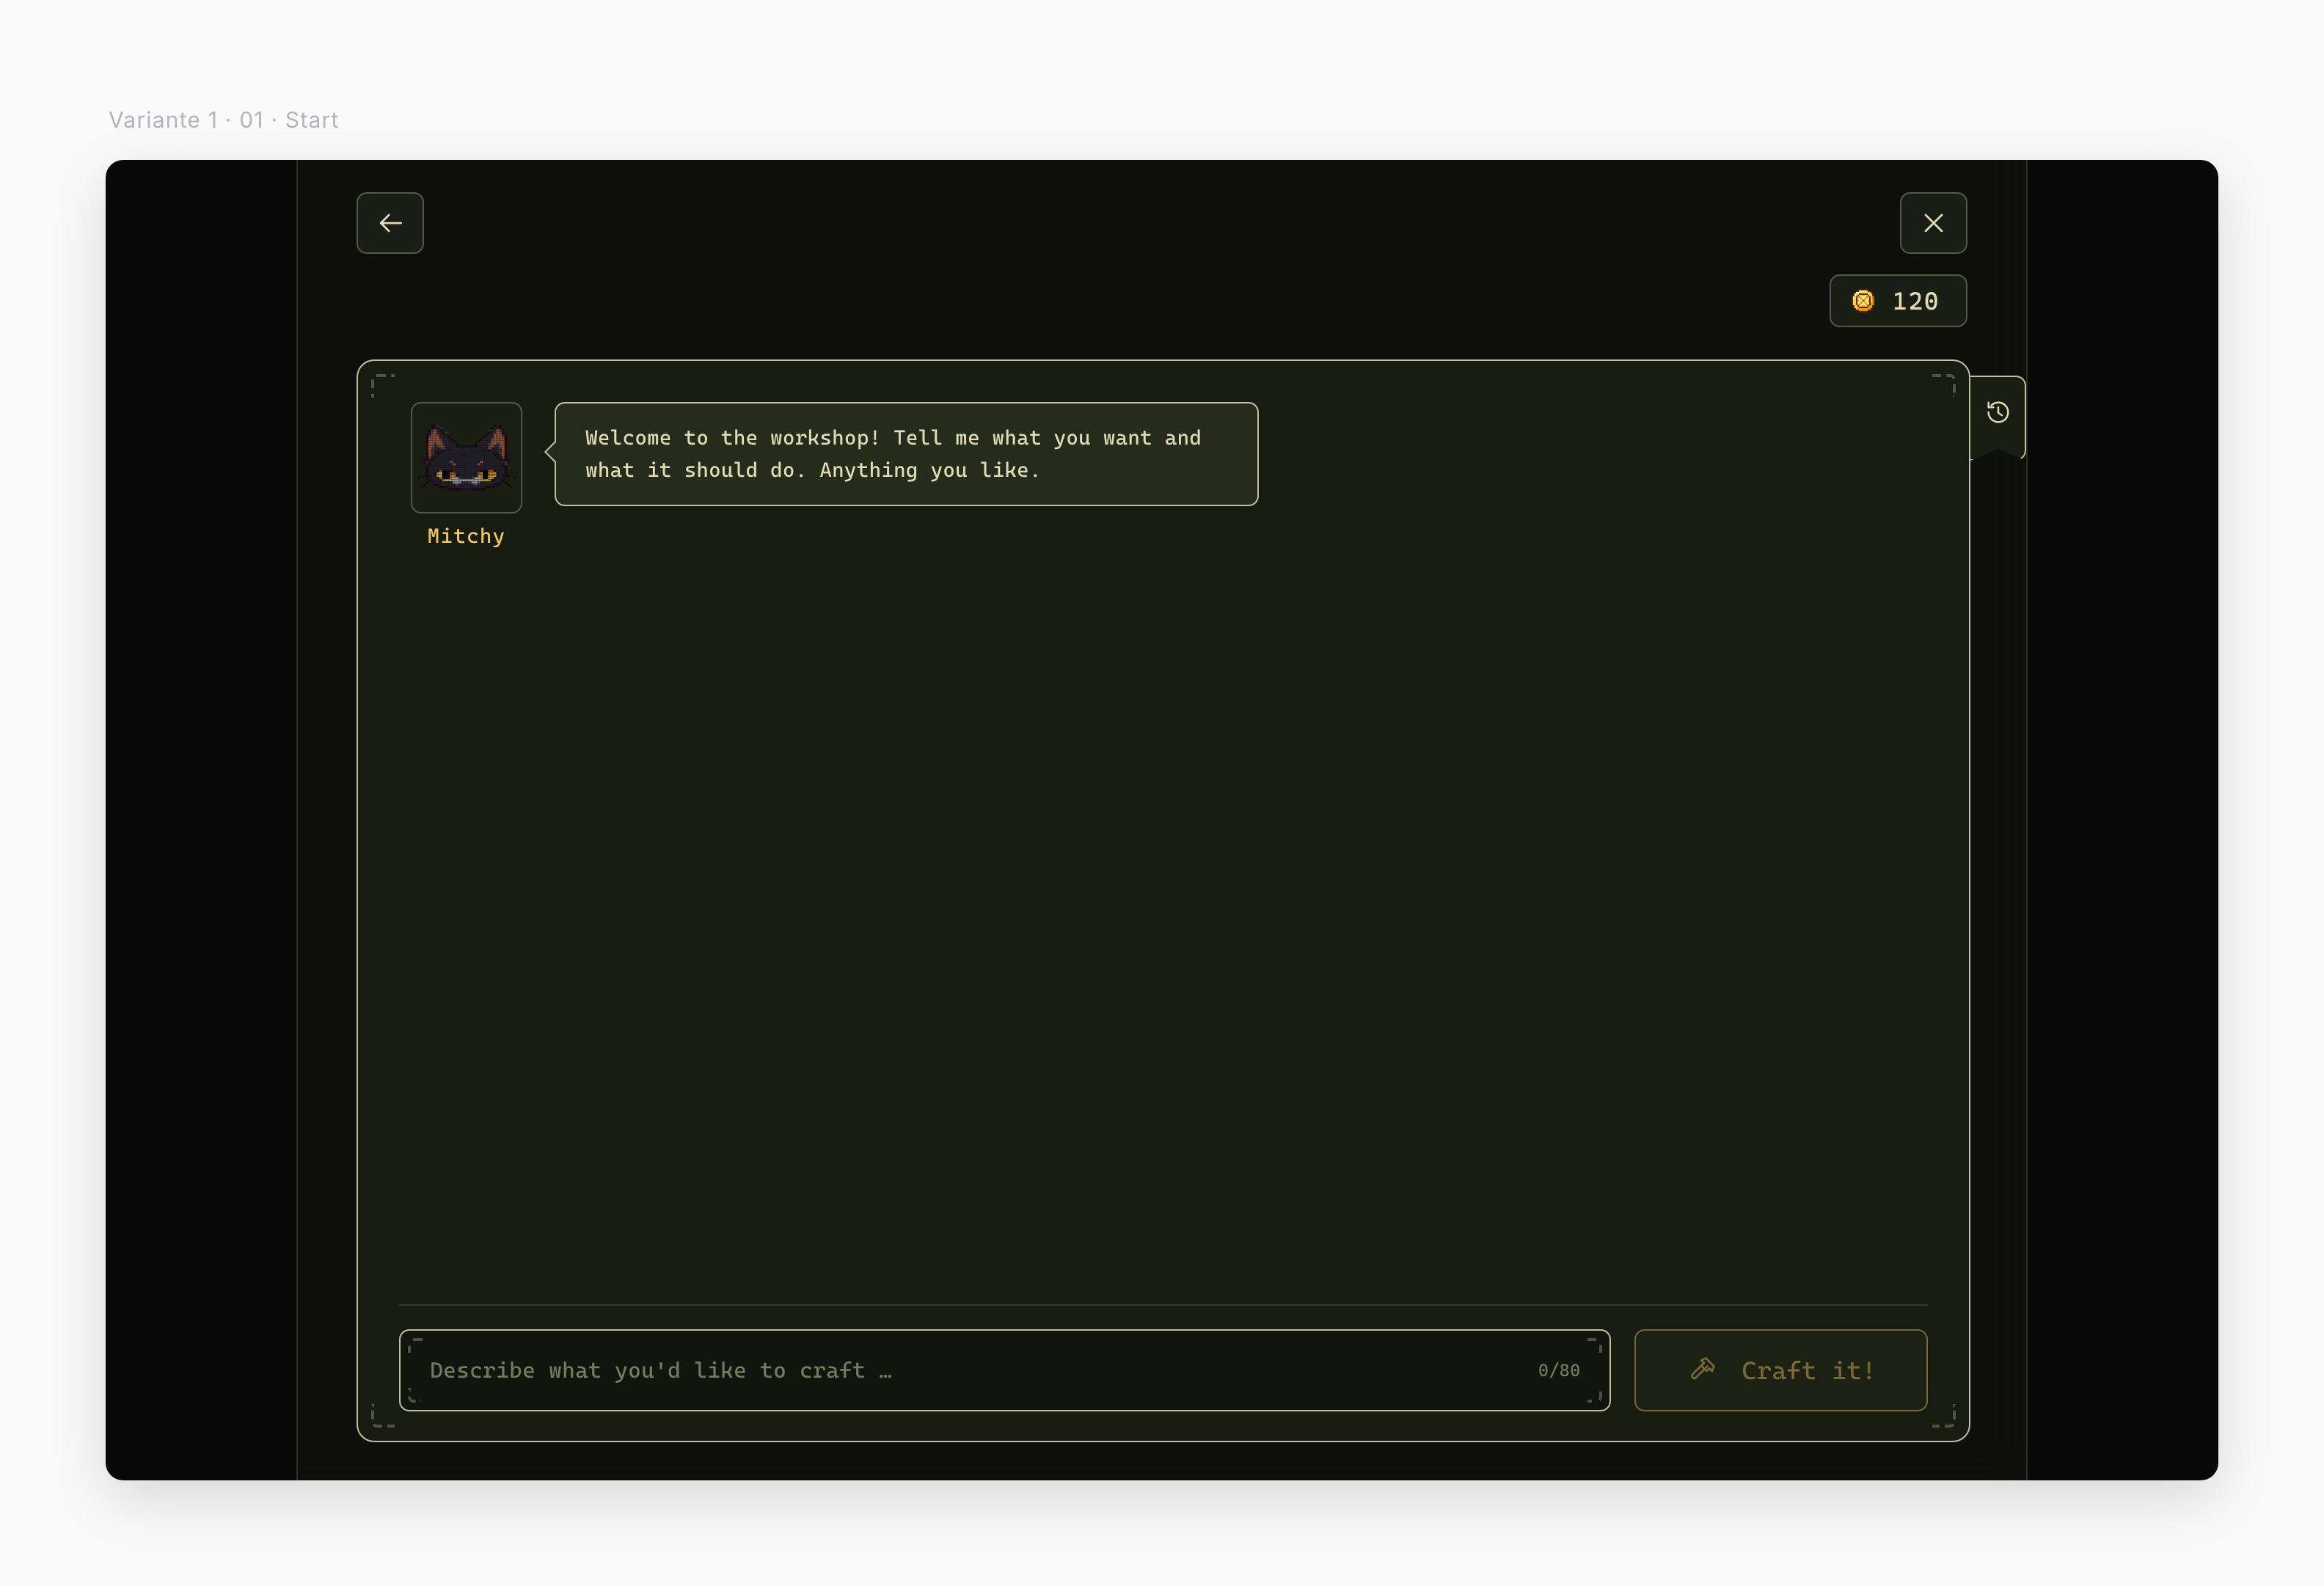 Variante 1 · 01 · Start
120
Welcome to the workshop! Tell me what you want and
what it should do. Anything you like.
Mitchy
Describe what you'd like to craft …
0/80
Craft it!